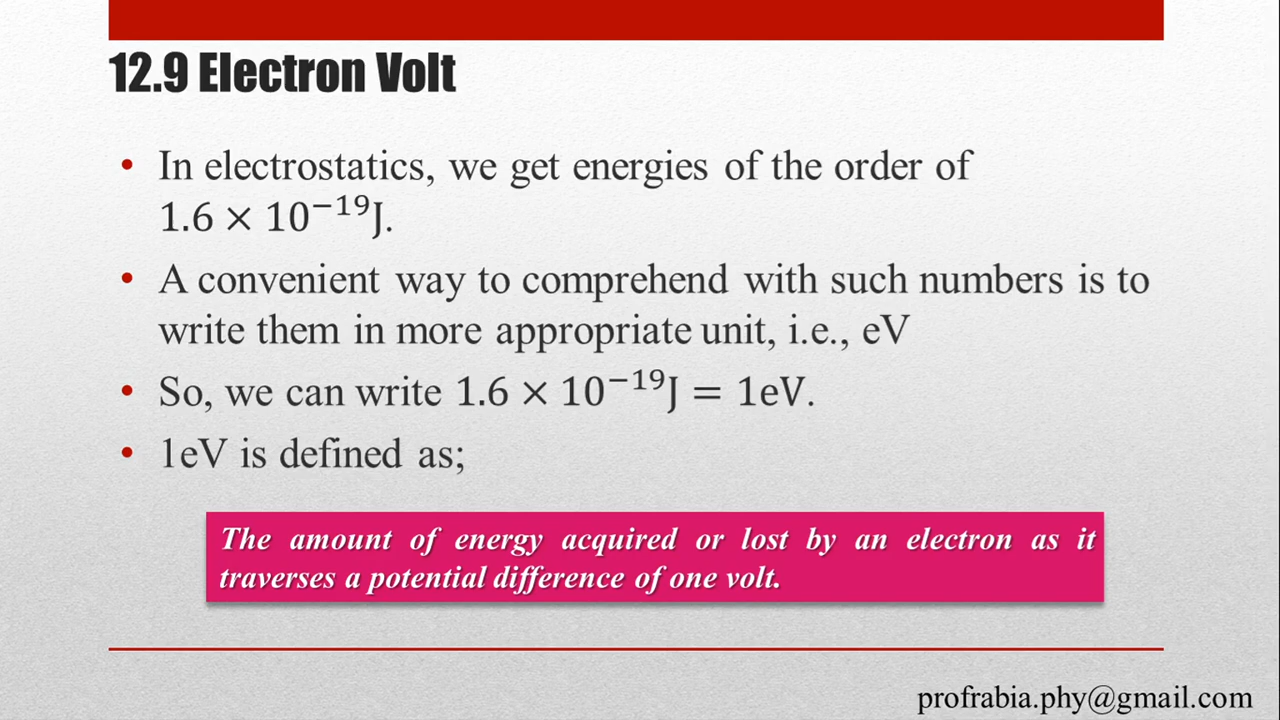 12.9 Electron Volt
• In electrostatics, we get energies of the order of
1.6 × 10⁻¹⁹J.
• A convenient way to comprehend with such numbers is to
write them in more appropriate unit, i.e., eV
• So, we can write 1.6 × 10⁻¹⁹J = 1eV.
• 1eV is defined as;
The amount of energy acquired or lost by an electron as it
traverses a potential difference of one volt.
profrabia.phy@gmail.com